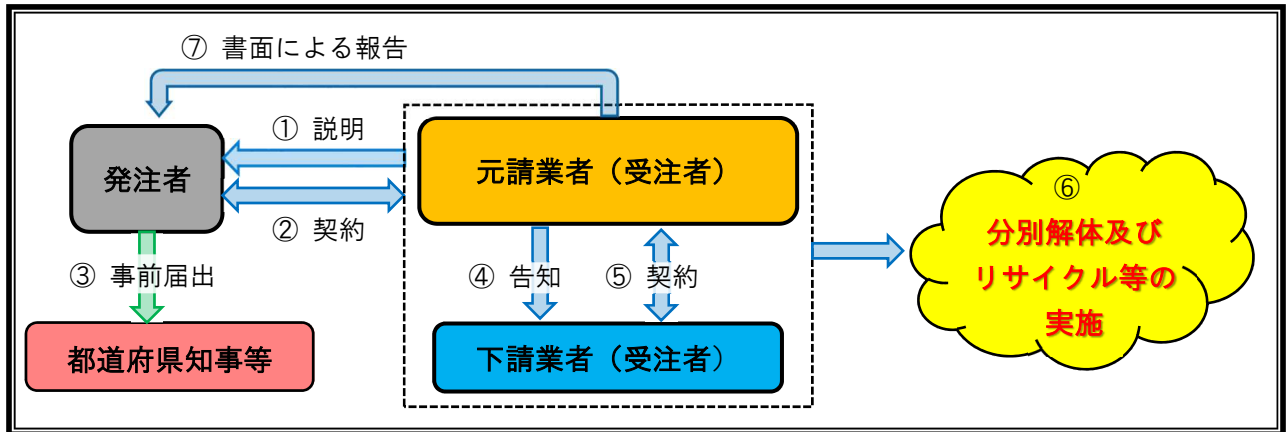 ⑦ 書面による報告
① 説明
発注者
元請業者（受注者）
② 契約
③ 事前届出
④ 告知
⑤ 契約
都道府県知事等
下請業者（受注者）
⑥
分別解体及び
リサイクル等の
実施